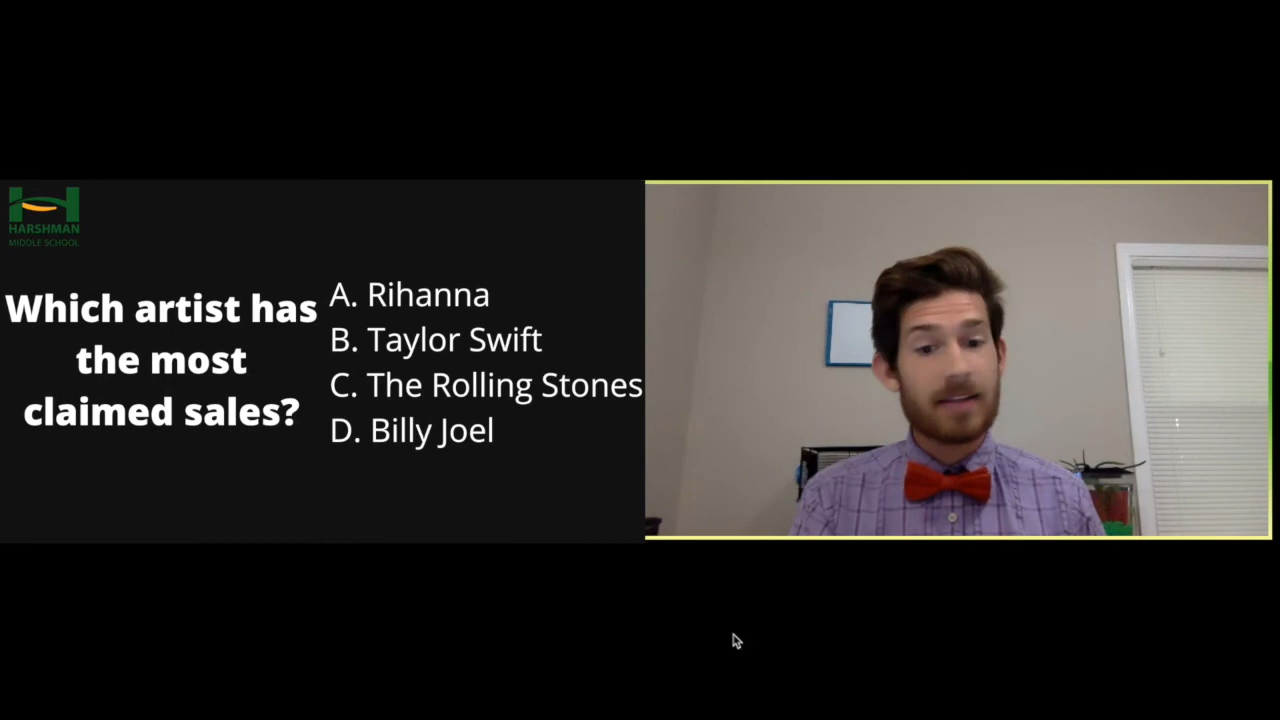 HARSHMAN
MIDDLE SCHOOL
Which artist has
the most
claimed sales?
A. Rihanna
B. Taylor Swift
C. The Rolling Stones
D. Billy Joel